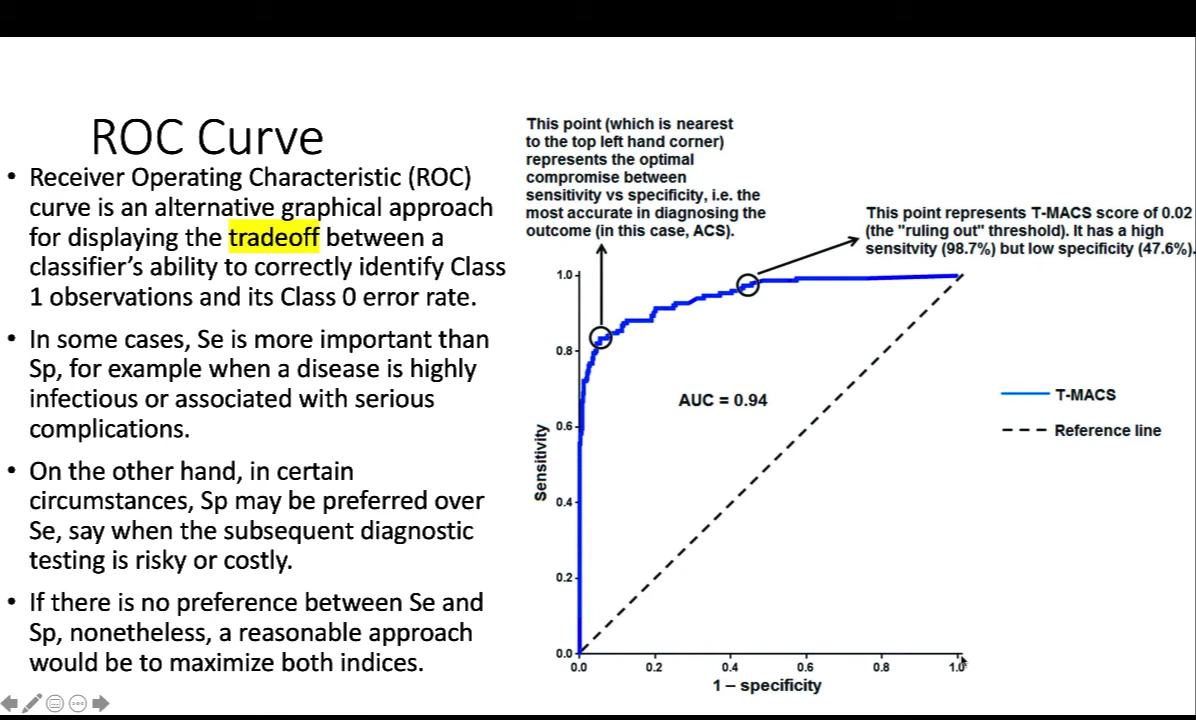 ROC Curve
• Receiver Operating Characteristic (ROC)
curve is an alternative graphical approach
for displaying the tradeoff between a
classifier’s ability to correctly identify Class
1 observations and its Class 0 error rate.
• In some cases, Se is more important than
Sp, for example when a disease is highly
infectious or associated with serious
complications.
• On the other hand, in certain
circumstances, Sp may be preferred over
Se, say when the subsequent diagnostic
testing is risky or costly.
• If there is no preference between Se and
Sp, nonetheless, a reasonable approach
would be to maximize both indices.
This point (which is nearest
to the top left hand corner)
represents the optimal
compromise between
sensitivity vs specificity, i.e. the
most accurate in diagnosing the
outcome (in this case, ACS).
This point represents T-MACS score of 0.02
(the "ruling out" threshold). It has a high
sensitvity (98.7%) but low specificity (47.6%).
1.0
0.8
0.6
0.4
0.2
0.0
Sensitivity
AUC = 0.94
T-MACS
Reference line
0.0 0.2 0.4 0.6 0.8 1.0
1 – specificity